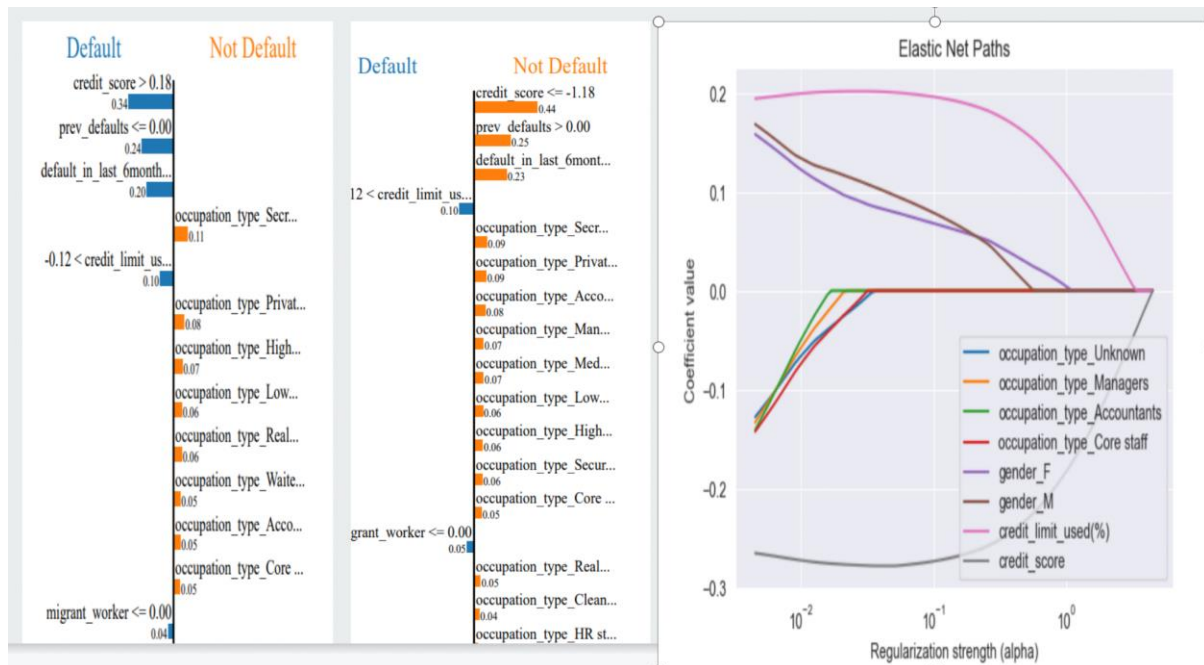 Default
Not Default
credit_score > 0.18
0.34
prev_defaults <= 0.00
0.24
default_in_last_6month...
0.20
occupation_type_Secr...
0.11
-0.12 < credit_limit_us...
0.10
occupation_type_Privat...
0.08
occupation_type_High...
0.07
occupation_type_Low...
0.06
occupation_type_Real...
0.06
occupation_type_Waite...
0.05
occupation_type_Acco...
0.05
occupation_type_Core ...
0.05
migrant_worker <= 0.00
0.04
Default
Not Default
credit_score <= -1.18
0.44
prev_defaults > 0.00
0.25
default_in_last_6mont...
0.23
12 < credit_limit_us...
0.10
occupation_type_Secr...
0.09
occupation_type_Privat...
0.09
occupation_type_Acco...
0.08
occupation_type_Man...
0.07
occupation_type_Med...
0.07
occupation_type_Low...
0.06
occupation_type_High...
0.06
occupation_type_Secur...
0.06
occupation_type_Core ...
0.05
grant_worker <= 0.00
0.05
occupation_type_Real...
0.05
occupation_type_Clean...
0.04
occupation_type_HR st...
Elastic Net Paths
Coefficient value
0.2
0.1
0.0
−0.1
−0.2
−0.3
occupation_type_Unknown
occupation_type_Managers
occupation_type_Accountants
occupation_type_Core staff
gender_F
gender_M
credit_limit_used(%)
credit_score
10⁻² 10⁻¹ 10⁰
Regularization strength (alpha)